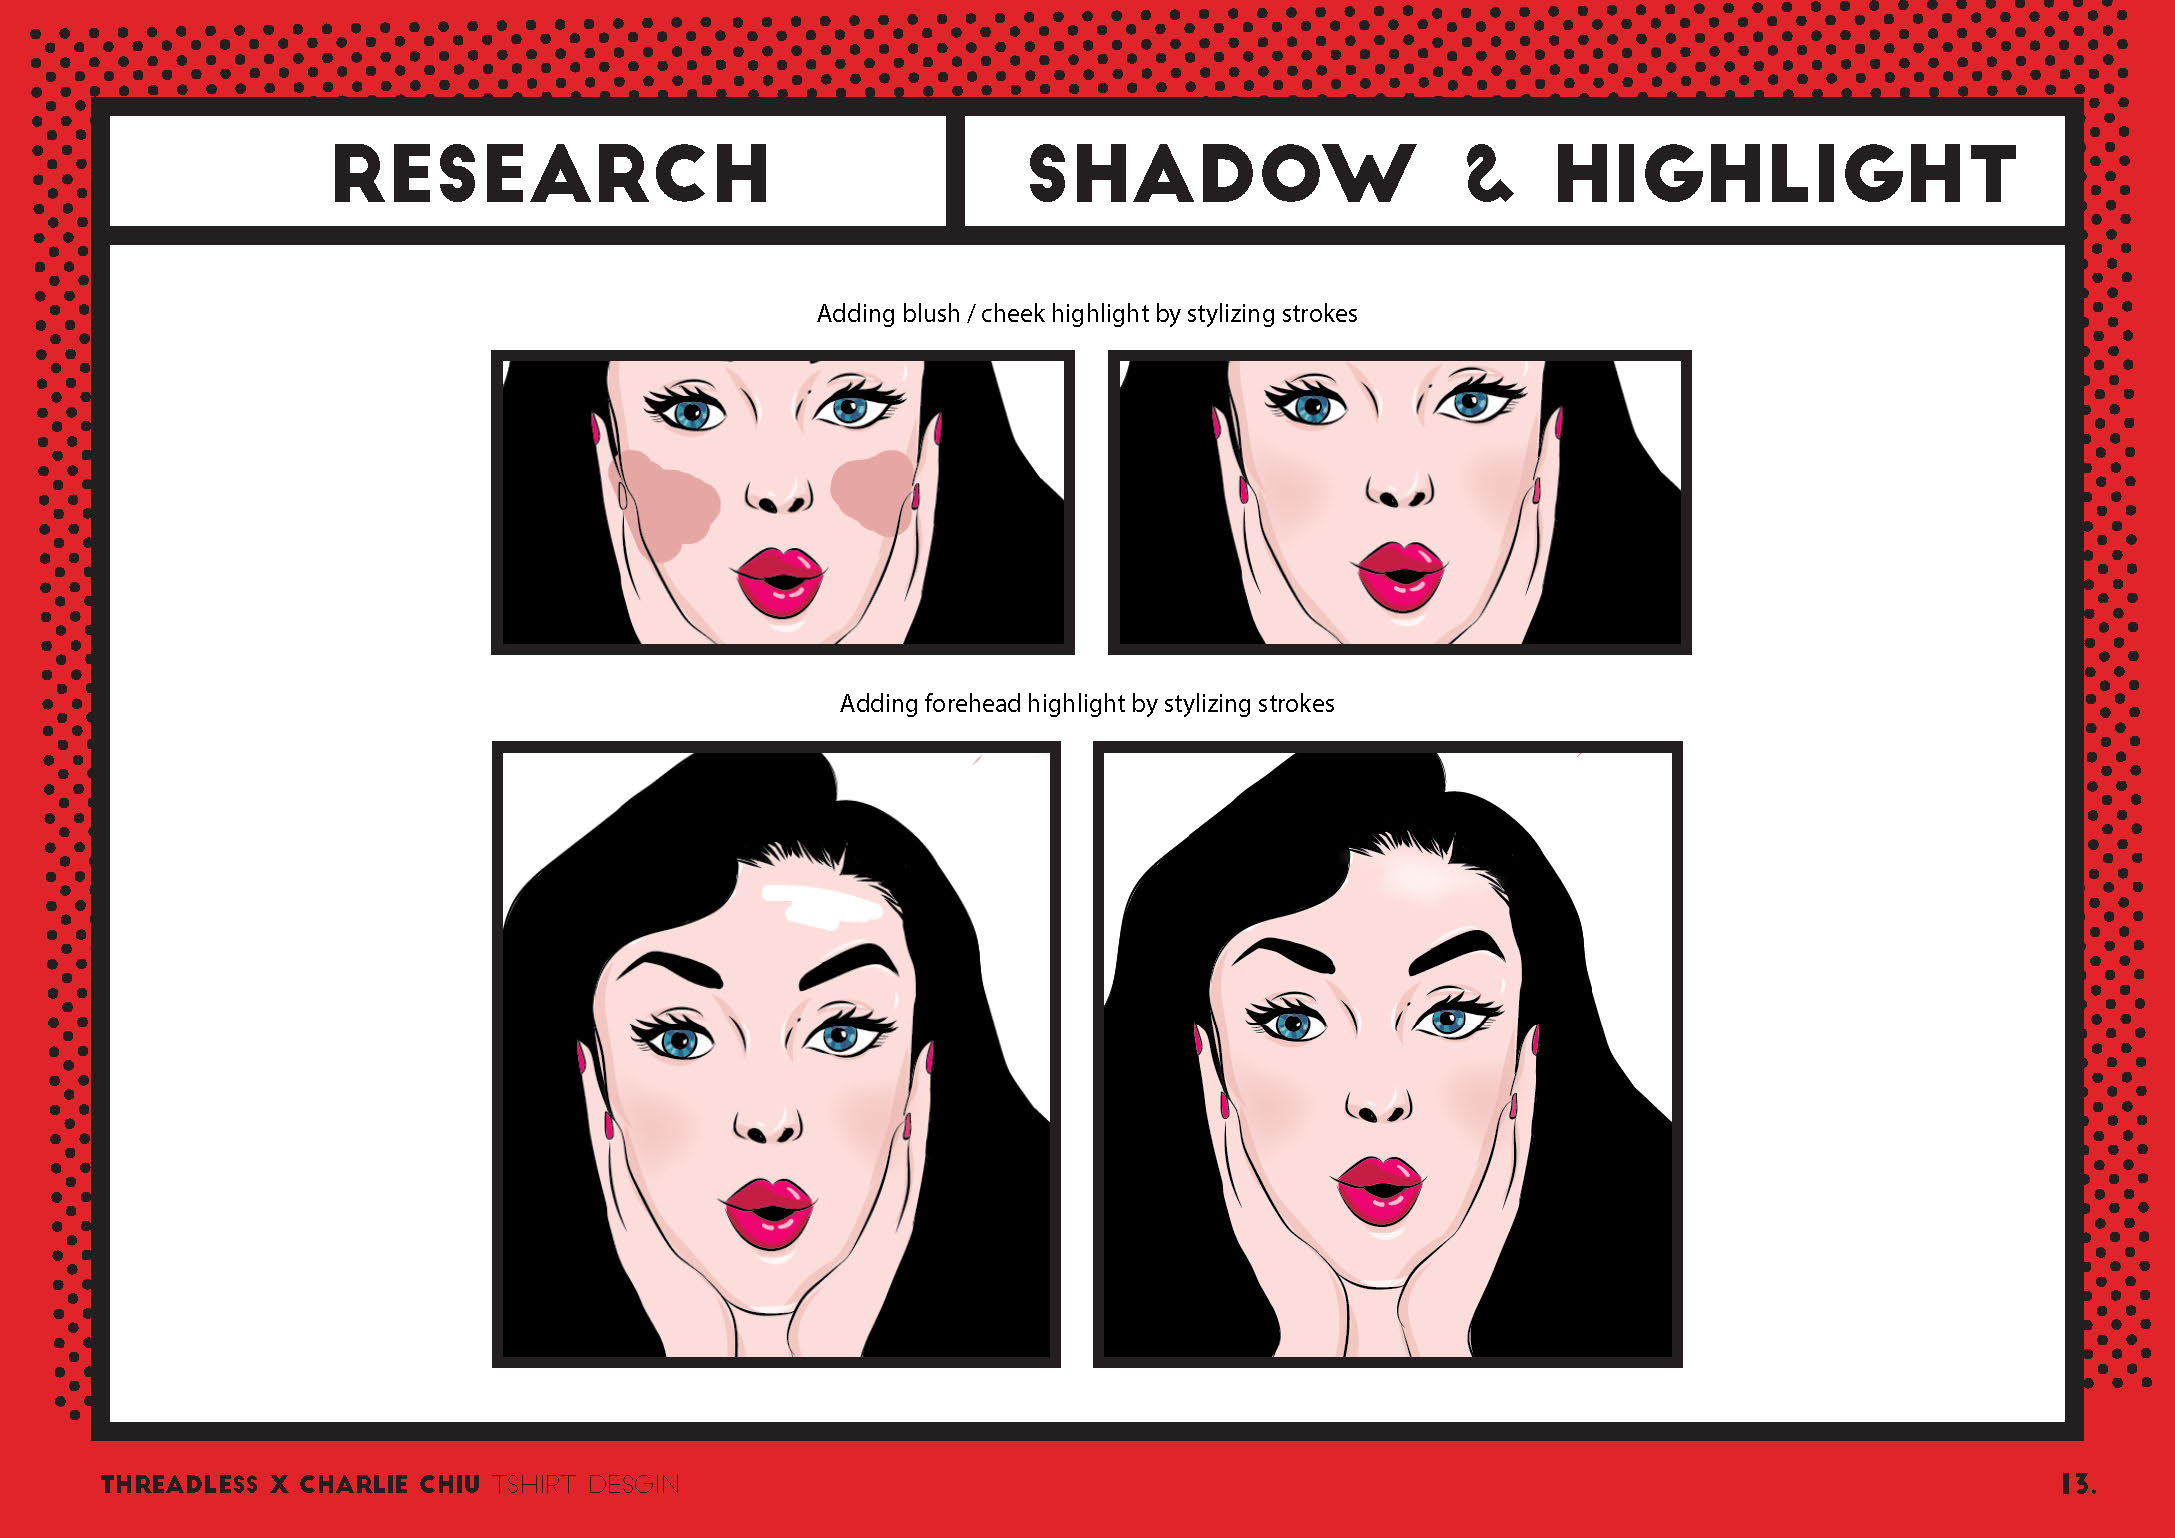 RESEARCH
SHADOW & HIGHLIGHT
Adding blush / cheek highlight by stylizing strokes
Adding forehead highlight by stylizing strokes
THREADLESS X CHARLIE CHIU TSHIRT DESGIN
13.